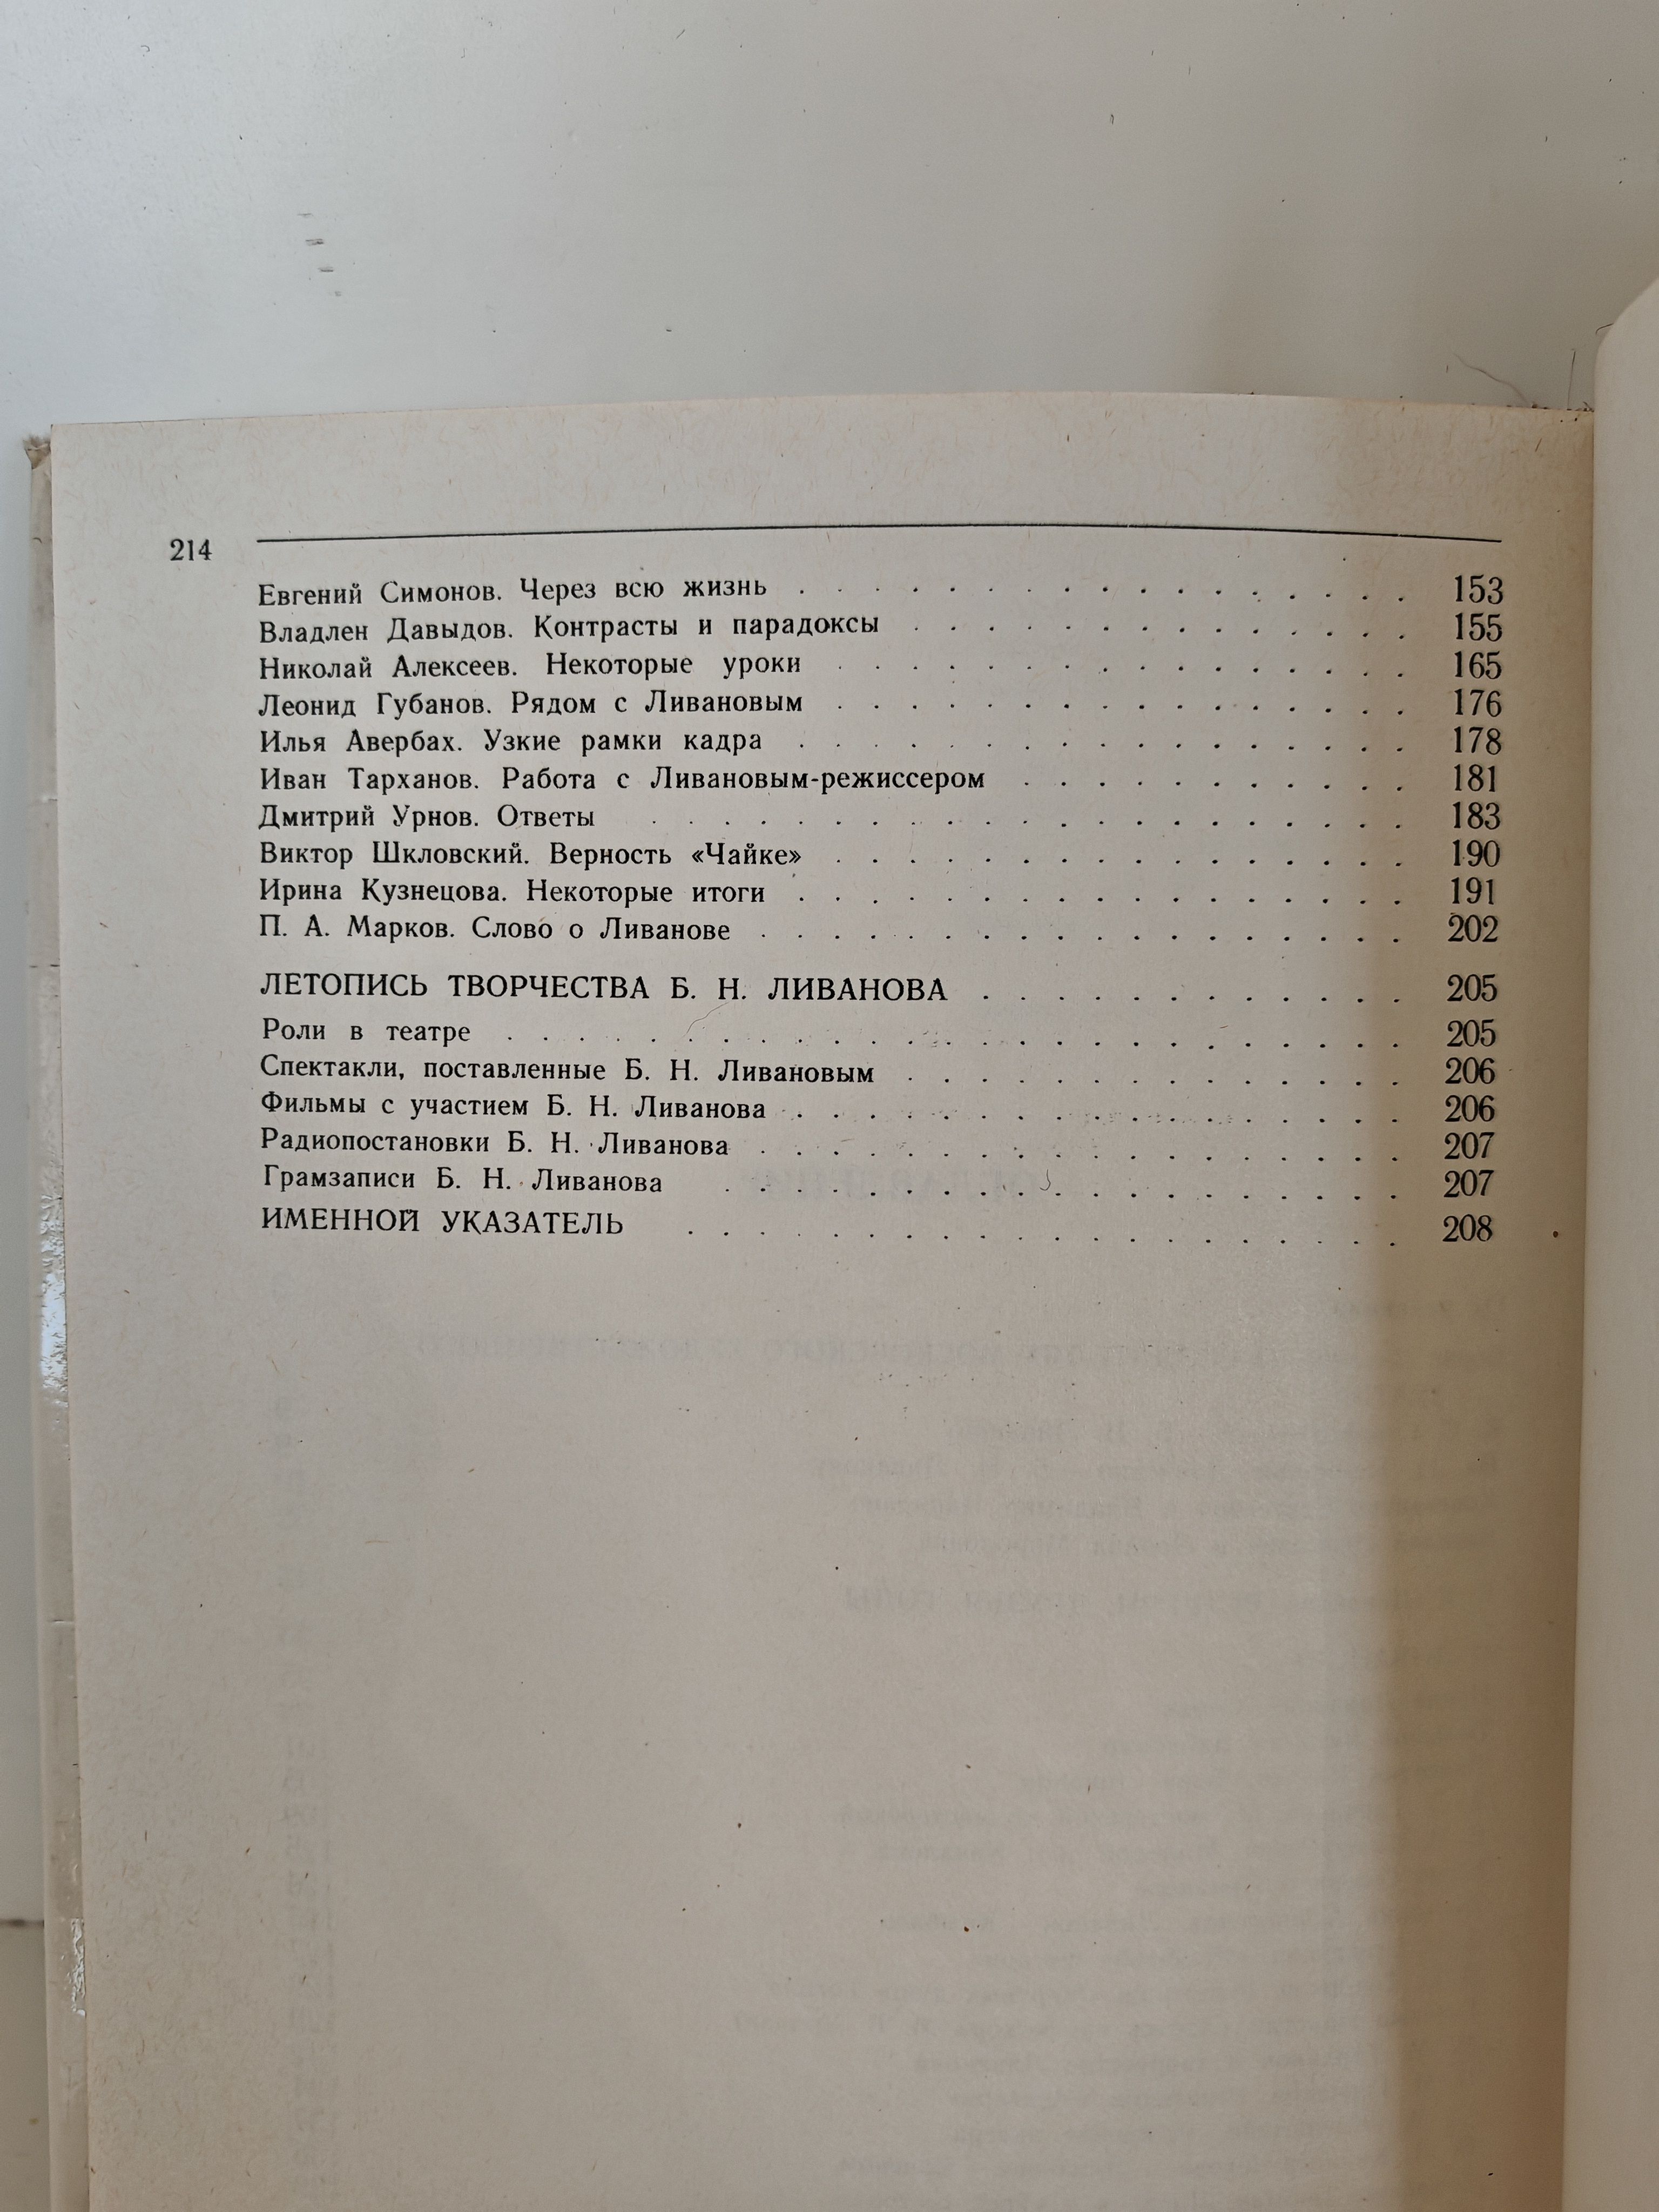 214
Евгений Симонов. Через всю жизнь . . . . . . . . . . . . . . . . . 153
Владлен Давыдов. Контрасты и парадоксы . . . . . . . . . . . . . . 155
Николай Алексеев. Некоторые уроки . . . . . . . . . . . . . . . . 165
Леонид Губанов. Рядом с Ливановым . . . . . . . . . . . . . . . . 176
Илья Авербах. Узкие рамки кадра . . . . . . . . . . . . . . . . . 178
Иван Тарханов. Работа с Ливановым-режиссером . . . . . . . . . . . 181
Дмитрий Урнов. Ответы . . . . . . . . . . . . . . . . . . . . . 183
Виктор Шкловский. Верность «Чайке» . . . . . . . . . . . . . . . . 190
Ирина Кузнецова. Некоторые итоги . . . . . . . . . . . . . . . . . 191
П. А. Марков. Слово о Ливанове . . . . . . . . . . . . . . . . . . 202
ЛЕТОПИСЬ ТВОРЧЕСТВА Б. Н. ЛИВАНОВА . . . . . . . . . . . . 205
Роли в театре . . . . . . . . . . . . . . . . . . . . . . . . . 205
Спектакли, поставленные Б. Н. Ливановым . . . . . . . . . . . . . . 206
Фильмы с участием Б. Н. Ливанова . . . . . . . . . . . . . . . . . 206
Радиопостановки Б. Н. Ливанова . . . . . . . . . . . . . . . . . . 207
Грамзаписи Б. Н. Ливанова . . . . . . . . . . . . . . . . . . . 207
ИМЕННОЙ УКАЗАТЕЛЬ . . . . . . . . . . . . . . . . . . . . 208